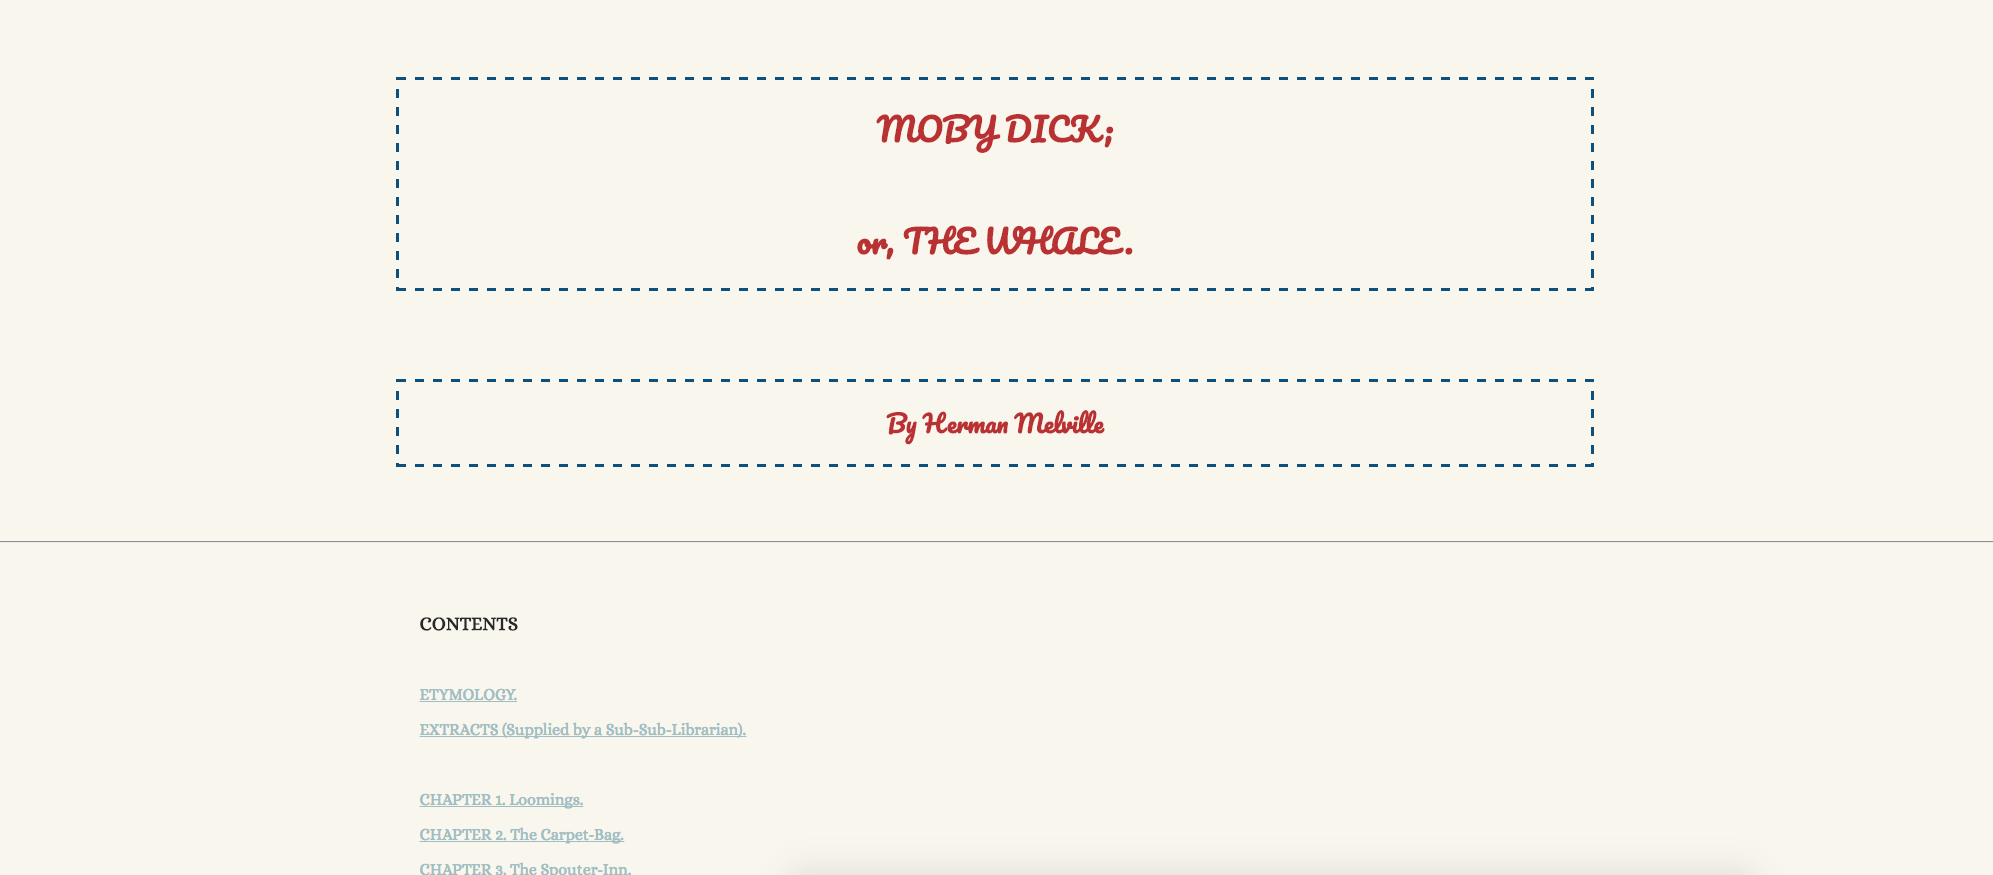 MOBY DICK;
or, THE WHALE.
By Herman Melville
CONTENTS
ETYMOLOGY.
EXTRACTS (Supplied by a Sub-Sub-Librarian).
CHAPTER 1. Loomings.
CHAPTER 2. The Carpet-Bag.
CHAPTER 3. The Spouter-Inn.